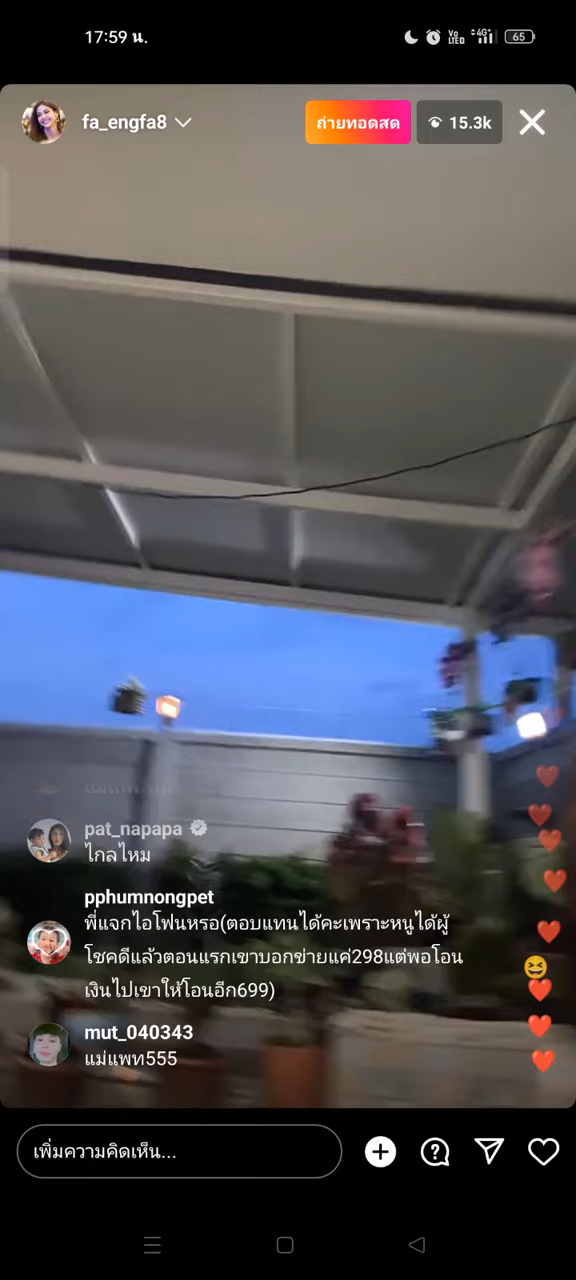 17:59 น.
Vo
LTED
4G+
65
fa_engfa8
ถ่ายทอดสด
15.3k
pat_napapa
ไกลไหม
pphumnongpet
พี่แจกไอโฟนหรอ(ตอบแทนได้คะเพราะหนูได้ผู้
โชคดีแล้วตอนแรกเขาบอกข่ายแค่298แต่พอโอน
เงินไปเขาให้โอนอีก699)
mut_040343
แม่แพท555
เพิ่มความคิดเห็น...